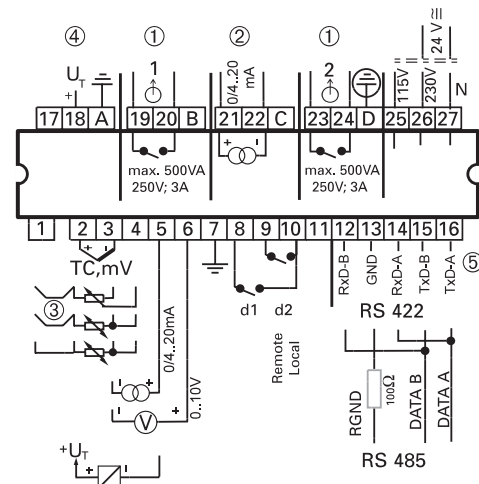 ④ ① ② ①
24 V
U_T
+
1
0/4..20
mA
2
115V
230V
N
17 18 A 19 20 B 21 22 C 23 24 D 25 26 27
max. 500VA
250V; 3A
max. 500VA
250V; 3A
1 2 3 4 5 6 7 8 9 10 11 12 13 14 15 16
+ -
TC,mV
RxD-B
GND
RxD-A
TxD-B
TxD-A
⑤
d1 d2
RS 422
③
0/4..20mA
0..10V
Remote
Local
- +
- V +
RGND
100Ω
DATA B
DATA A
+U_T
+ -
RS 485